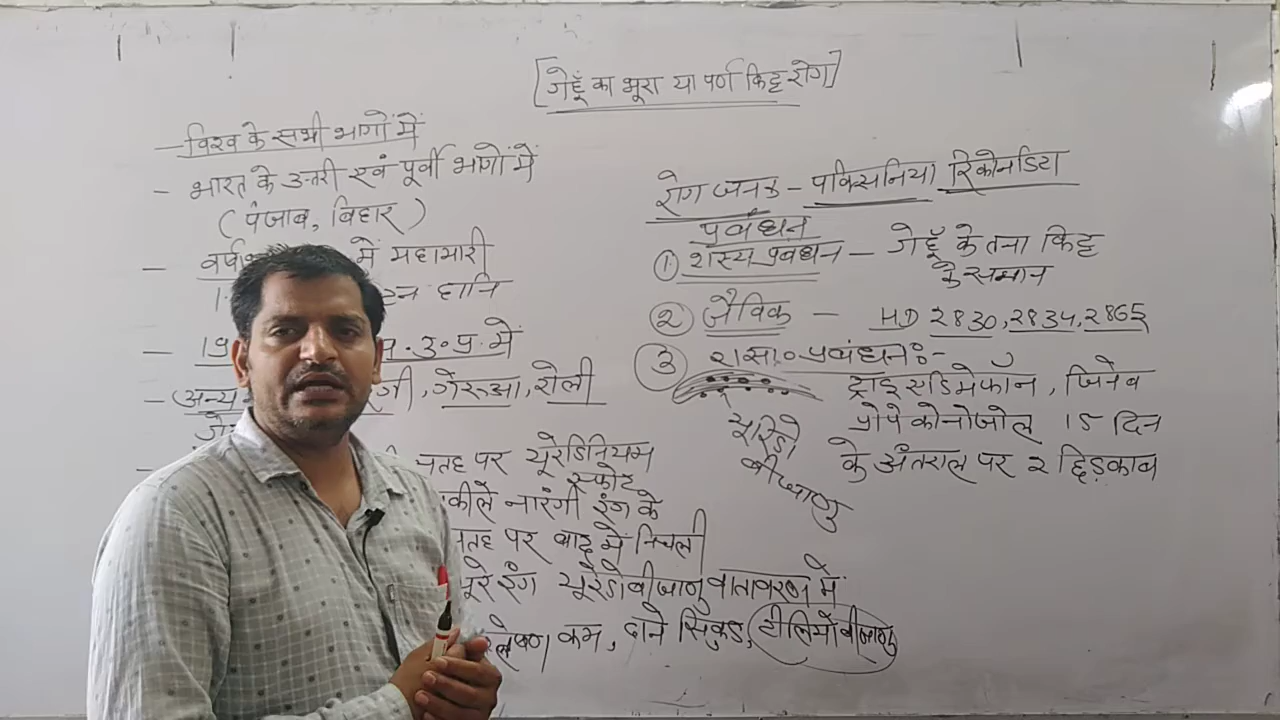 [गेहूँ का भूरा या पर्ण किट्ट रोग]
– विश्व के सभी भागों में
– भारत के उत्तरी एवं पूर्वी भागों में
(पंजाब, बिहार)
– में महामारी
हानि
– 19 उ॰प्र॰ में
– गेरुआ, रोली
सतह पर यूरेडिनियम
स्फोट
नारंगी रंग के
सतह पर बाद में निचली
भूरे रंग यूरेडोबीजाणु वातावरण में
कम, दाने सिकुड़, टीलियोबीजाणु
रोग जनक – पक्सिनिया रिकोनडिटा
प्रबंधन
① शस्य प्रबंधन – गेहूँ के तना किट्ट
के समान
② जैविक – HD 2830, 2834, 2865
③ रासा॰ प्रबंधन :-
ट्राइएडिमेफॉन, जिनेब
प्रोपेकोनोजोल 15 दिन
के अंतराल पर 2 छिड़काव
यूरिडो
बीजाणु